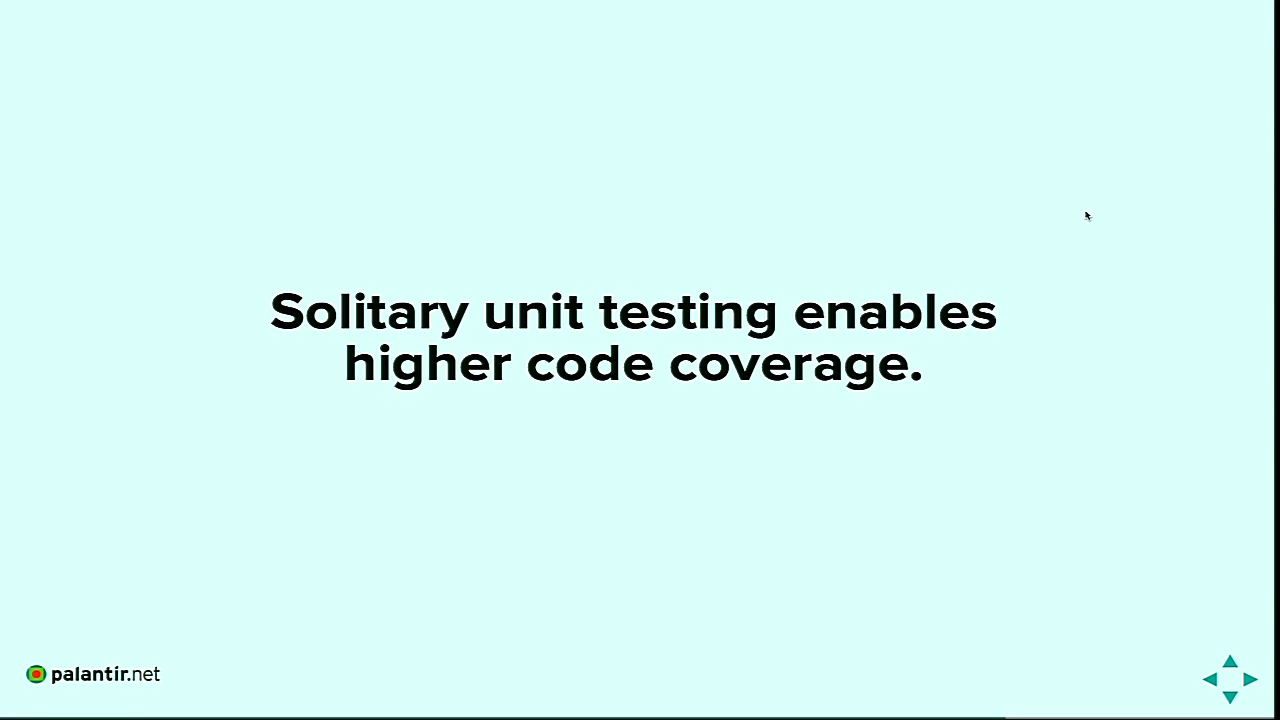 Solitary unit testing enables
higher code coverage.
palantir.net